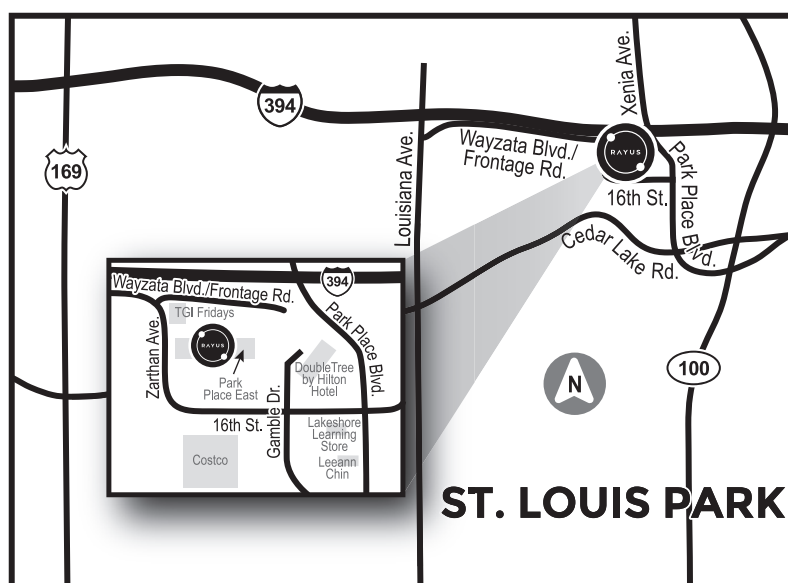 394
Xenia Ave.
169
Louisiana Ave.
Wayzata Blvd./
Frontage Rd.
RAYUS
Park Place Blvd.
16th St.
Cedar Lake Rd.
394
Wayzata Blvd./Frontage Rd.
TGI Fridays
Zarthan Ave.
RAYUS
Park Place Blvd.
Park
Place East
DoubleTree
by Hilton
Hotel
Gamble Dr.
16th St.
Lakeshore
Learning
Store
Leeann
Chin
Costco
N
100
ST. LOUIS PARK